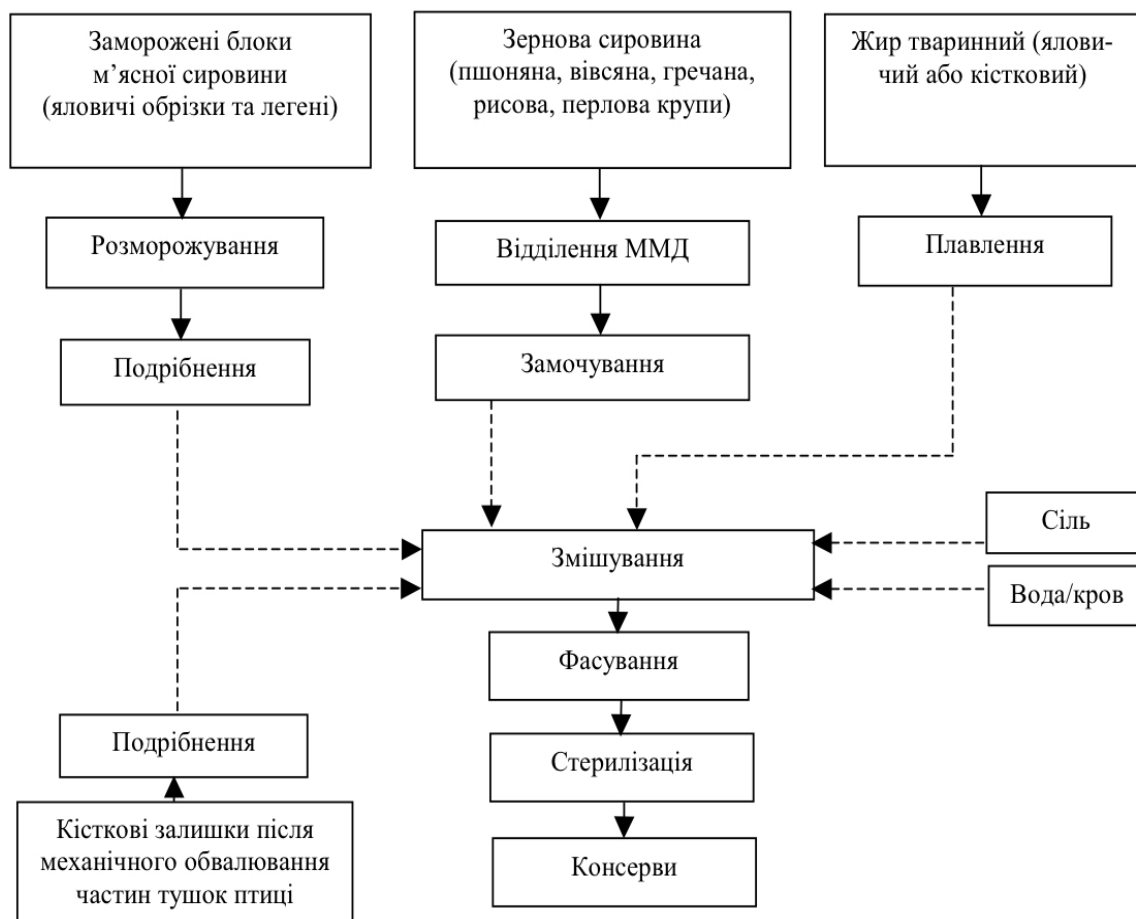 Заморожені блоки
м’ясної сировини
(яловичі обрізки та легені)
Зернова сировина
(пшоняна, вівсяна, гречана,
рисова, перлова крупи)
Жир тваринний (ялови-
чий або кістковий)
Розморожування
Відділення ММД
Плавлення
Подрібнення
Замочування
Сіль
Змішування
Вода/кров
Фасування
Подрібнення
Стерилізація
Кісткові залишки після
механічного обвалювання
частин тушок птиці
Консерви